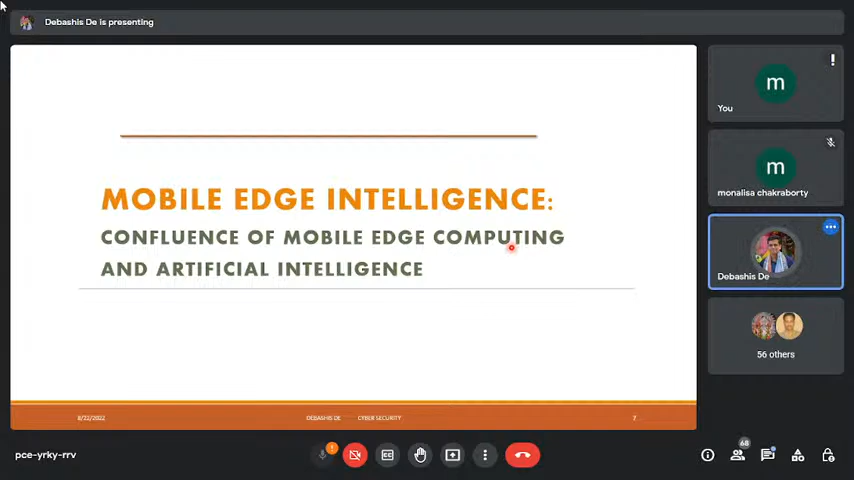 Debashis De is presenting
MOBILE EDGE INTELLIGENCE:
CONFLUENCE OF MOBILE EDGE COMPUTING
AND ARTIFICIAL INTELLIGENCE
8/22/2022
DEBASHIS DE CYBER SECURITY
7
m
You
m
monalisa chakraborty
Debashis De
56 others
pce-yrky-rrv
CC
68